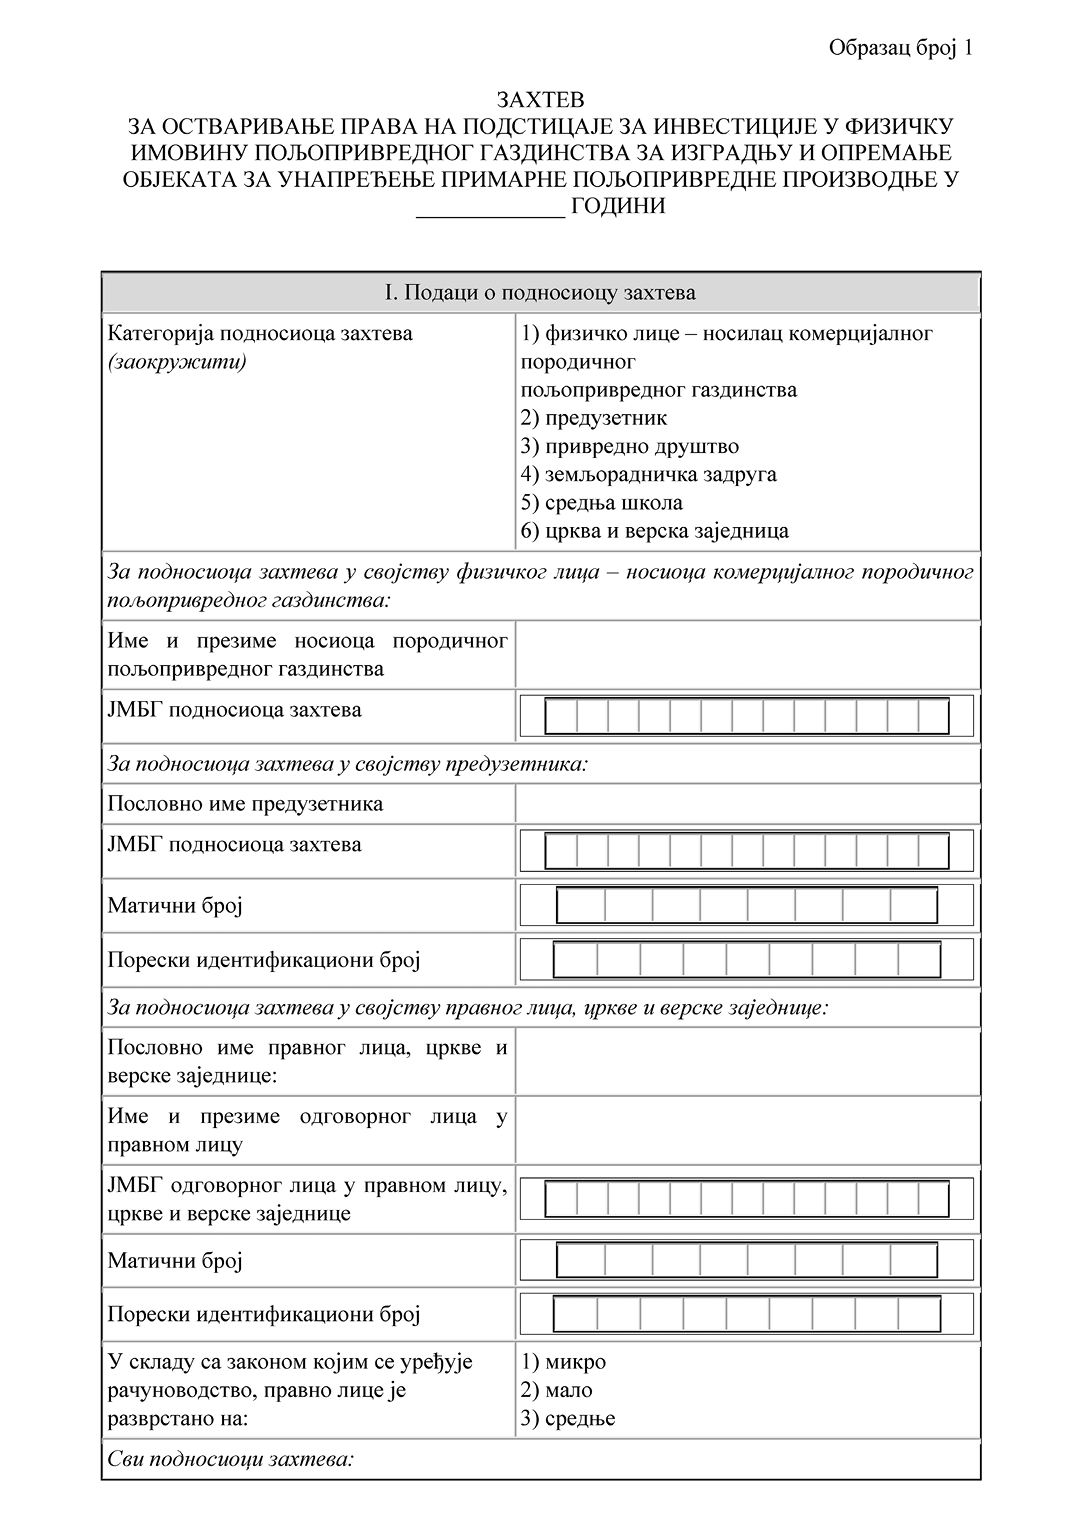 Образац број 1
ЗАХТЕВ
ЗА ОСТВАРИВАЊЕ ПРАВА НА ПОДСТИЦАЈЕ ЗА ИНВЕСТИЦИЈЕ У ФИЗИЧКУ
ИМОВИНУ ПОЉОПРИВРЕДНОГ ГАЗДИНСТВА ЗА ИЗГРАДЊУ И ОПРЕМАЊЕ
ОБЈЕКАТА ЗА УНАПРЕЂЕЊЕ ПРИМАРНЕ ПОЉОПРИВРЕДНЕ ПРОИЗВОДЊЕ У
_____________ ГОДИНИ
I. Подаци о подносиоцу захтева
Категорија подносиоца захтева
(заокружити)
1) физичко лице – носилац комерцијалног
породичног
пољопривредног газдинства
2) предузетник
3) привредно друштво
4) земљорадничка задруга
5) средња школа
6) црква и верска заједница
За подносиоца захтева у својству физичког лица – носиоца комерцијалног породичног
пољопривредног газдинства:
Име и презиме носиоца породичног
пољопривредног газдинства
ЈМБГ подносиоца захтева
За подносиоца захтева у својству предузетника:
Пословно име предузетника
ЈМБГ подносиоца захтева
Матични број
Порески идентификациони број
За подносиоца захтева у својству правног лица, цркве и верске заједнице:
Пословно име правног лица, цркве и
верске заједнице:
Име и презиме одговорног лица у
правном лицу
ЈМБГ одговорног лица у правном лицу,
цркве и верске заједнице
Матични број
Порески идентификациони број
У складу са законом којим се уређује
рачуноводство, правно лице је
разврстано на:
1) микро
2) мало
3) средње
Сви подносиоци захтева: